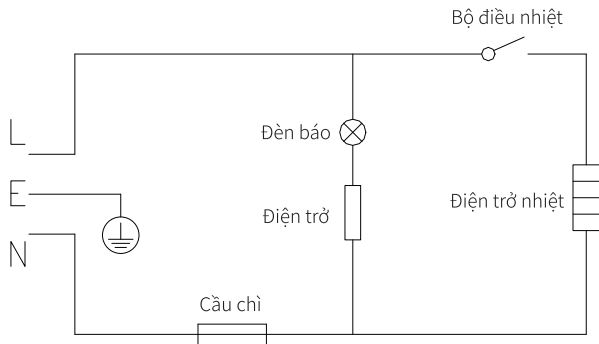 Bộ điều nhiệt
L
Đèn báo
E
Điện trở nhiệt
Điện trở
N
Cầu chì